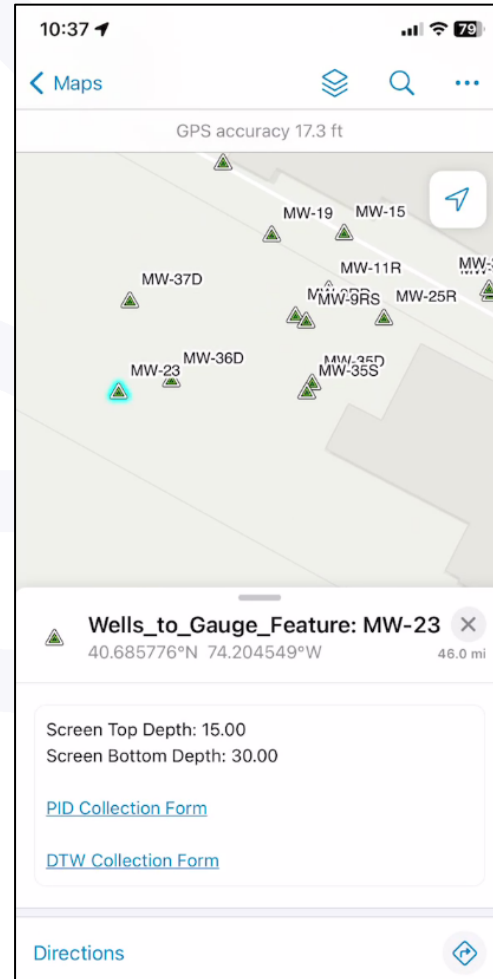 10:37
79
Maps
GPS accuracy 17.3 ft
MW-19 MW-15
MW-11R
MW-37D
MW-9RS MW-25R
MW-36D
MW-23
MW-35D
MW-35S
Wells_to_Gauge_Feature: MW-23
40.685776°N 74.204549°W 46.0 mi
Screen Top Depth: 15.00
Screen Bottom Depth: 30.00
PID Collection Form
DTW Collection Form
Directions